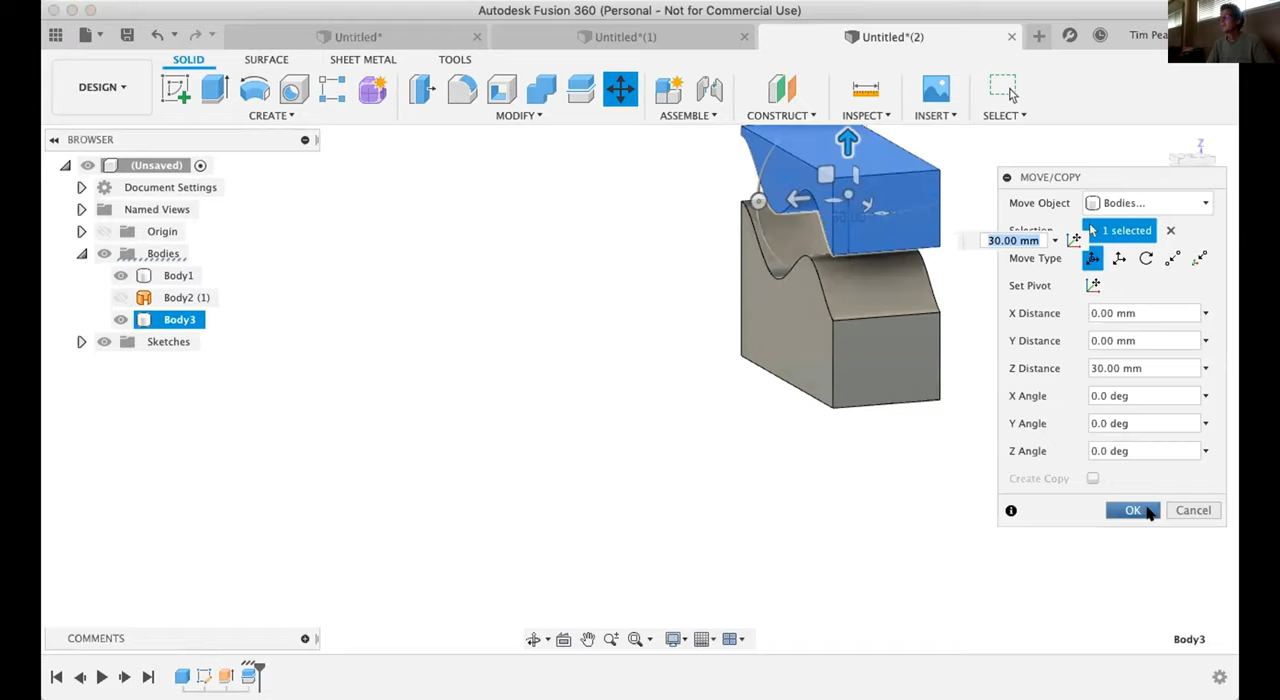 Autodesk Fusion 360 (Personal - Not for Commercial Use)
Untitled*
Untitled*(1)
Untitled*(2)
Tim Pea
DESIGN
SOLID
SURFACE
SHEET METAL
TOOLS
CREATE
MODIFY
ASSEMBLE
CONSTRUCT
INSPECT
INSERT
SELECT
BROWSER
(Unsaved)
Document Settings
Named Views
Origin
Bodies
Body1
Body2 (1)
Body3
Sketches
Z
30.00 mm
MOVE/COPY
Move Object
Bodies...
Selection
1 selected
Move Type
Set Pivot
X Distance
0.00 mm
Y Distance
0.00 mm
Z Distance
30.00 mm
X Angle
0.0 deg
Y Angle
0.0 deg
Z Angle
0.0 deg
Create Copy
OK
Cancel
COMMENTS
Body3